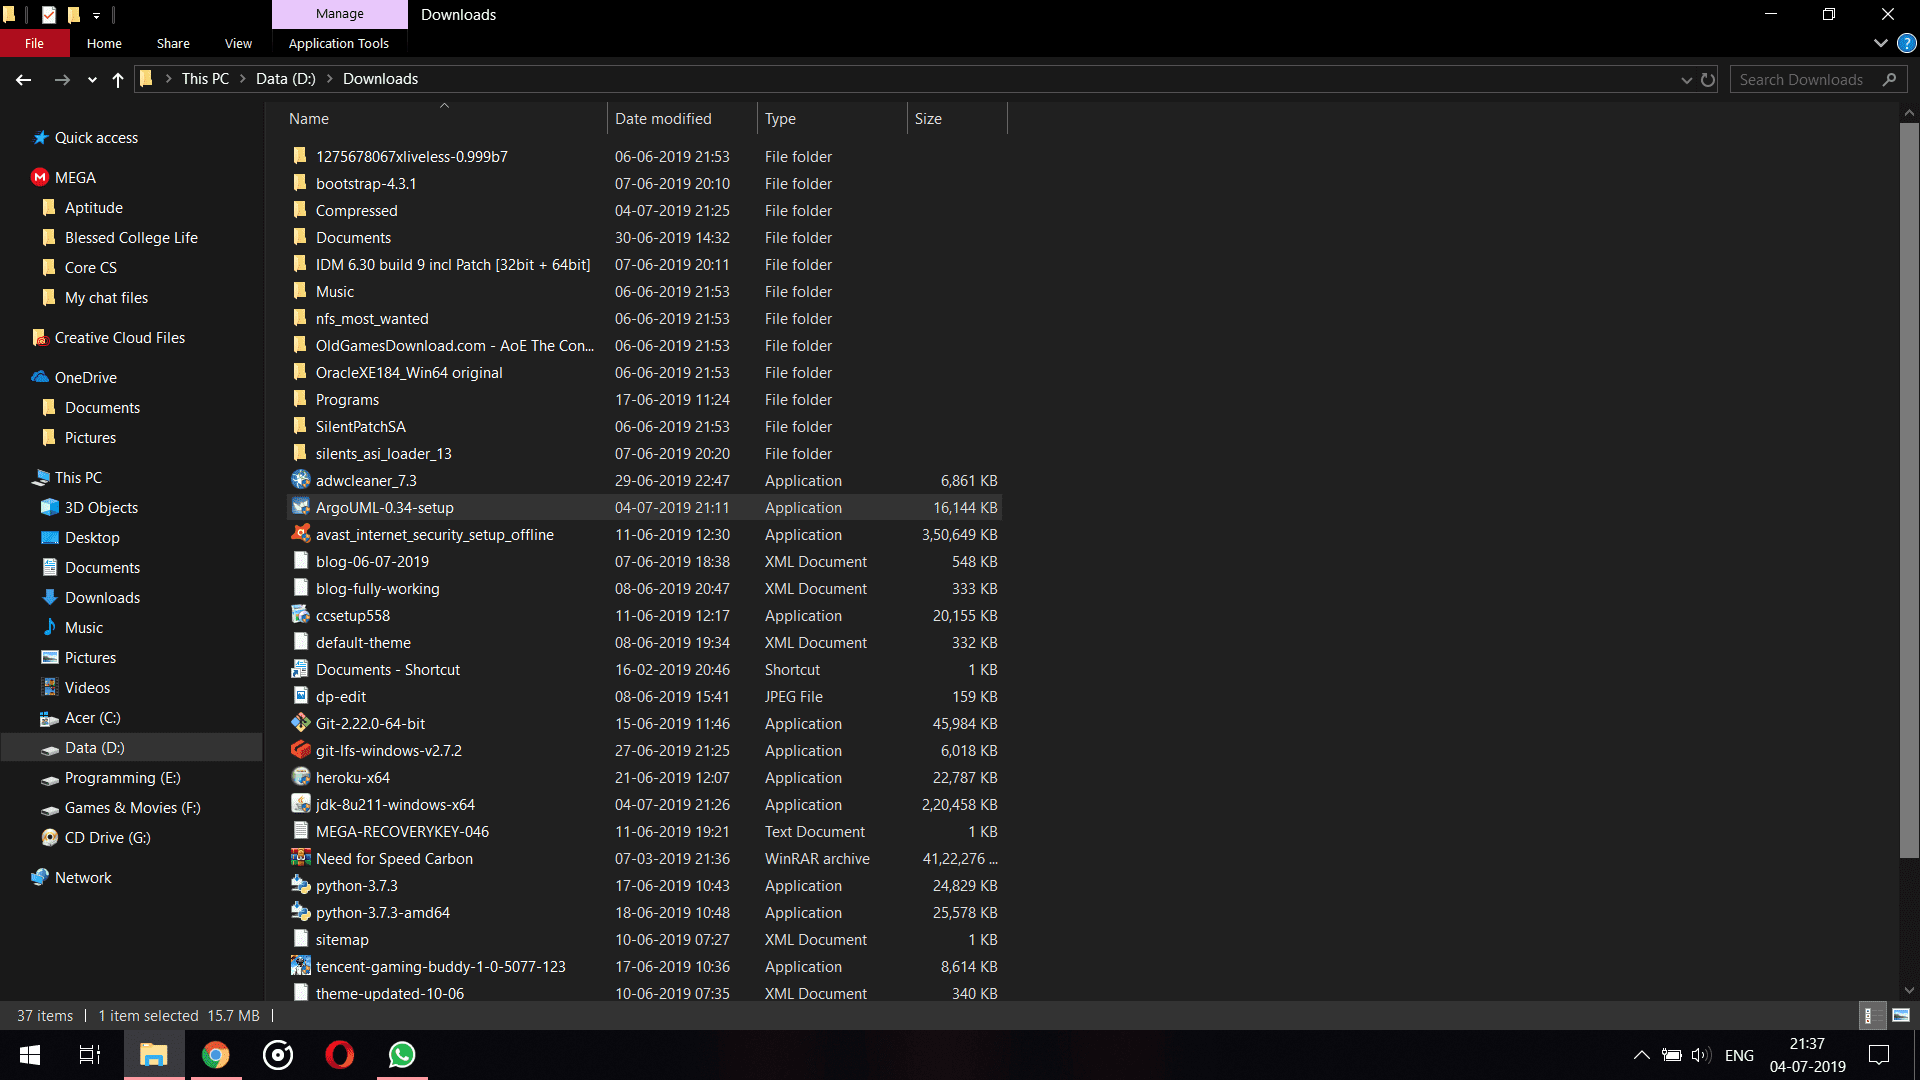 Manage
Downloads
File
Home
Share
View
Application Tools
?
This PC
Data (D:)
Downloads
Search Downloads
Quick access
MEGA
Aptitude
Blessed College Life
Core CS
My chat files
Creative Cloud Files
OneDrive
Documents
Pictures
This PC
3D Objects
Desktop
Documents
Downloads
Music
Pictures
Videos
Acer (C:)
Data (D:)
Programming (E:)
Games & Movies (F:)
CD Drive (G:)
Network
Name Date modified Type Size
1275678067xliveless-0.999b7 06-06-2019 21:53 File folder
bootstrap-4.3.1 07-06-2019 20:10 File folder
Compressed 04-07-2019 21:25 File folder
Documents 30-06-2019 14:32 File folder
IDM 6.30 build 9 incl Patch [32bit + 64bit] 07-06-2019 20:11 File folder
Music 06-06-2019 21:53 File folder
nfs_most_wanted 06-06-2019 21:53 File folder
OldGamesDownload.com - AoE The Con... 06-06-2019 21:53 File folder
OracleXE184_Win64 original 06-06-2019 21:53 File folder
Programs 17-06-2019 11:24 File folder
SilentPatchSA 06-06-2019 21:53 File folder
silents_asi_loader_13 07-06-2019 20:20 File folder
adwcleaner_7.3 29-06-2019 22:47 Application 6,861 KB
ArgoUML-0.34-setup 04-07-2019 21:11 Application 16,144 KB
avast_internet_security_setup_offline 11-06-2019 12:30 Application 3,50,649 KB
blog-06-07-2019 07-06-2019 18:38 XML Document 548 KB
blog-fully-working 08-06-2019 20:47 XML Document 333 KB
ccsetup558 11-06-2019 12:17 Application 20,155 KB
default-theme 08-06-2019 19:34 XML Document 332 KB
Documents - Shortcut 16-02-2019 20:46 Shortcut 1 KB
dp-edit 08-06-2019 15:41 JPEG File 159 KB
Git-2.22.0-64-bit 15-06-2019 11:46 Application 45,984 KB
git-lfs-windows-v2.7.2 27-06-2019 21:25 Application 6,018 KB
heroku-x64 21-06-2019 12:07 Application 22,787 KB
jdk-8u211-windows-x64 04-07-2019 21:26 Application 2,20,458 KB
MEGA-RECOVERYKEY-046 11-06-2019 19:21 Text Document 1 KB
Need for Speed Carbon 07-03-2019 21:36 WinRAR archive 41,22,276 ...
python-3.7.3 17-06-2019 10:43 Application 24,829 KB
python-3.7.3-amd64 18-06-2019 10:48 Application 25,578 KB
sitemap 10-06-2019 07:27 XML Document 1 KB
tencent-gaming-buddy-1-0-5077-123 17-06-2019 10:36 Application 8,614 KB
theme-updated-10-06 10-06-2019 07:35 XML Document 340 KB
37 items 1 item selected 15.7 MB
ENG
21:37
04-07-2019